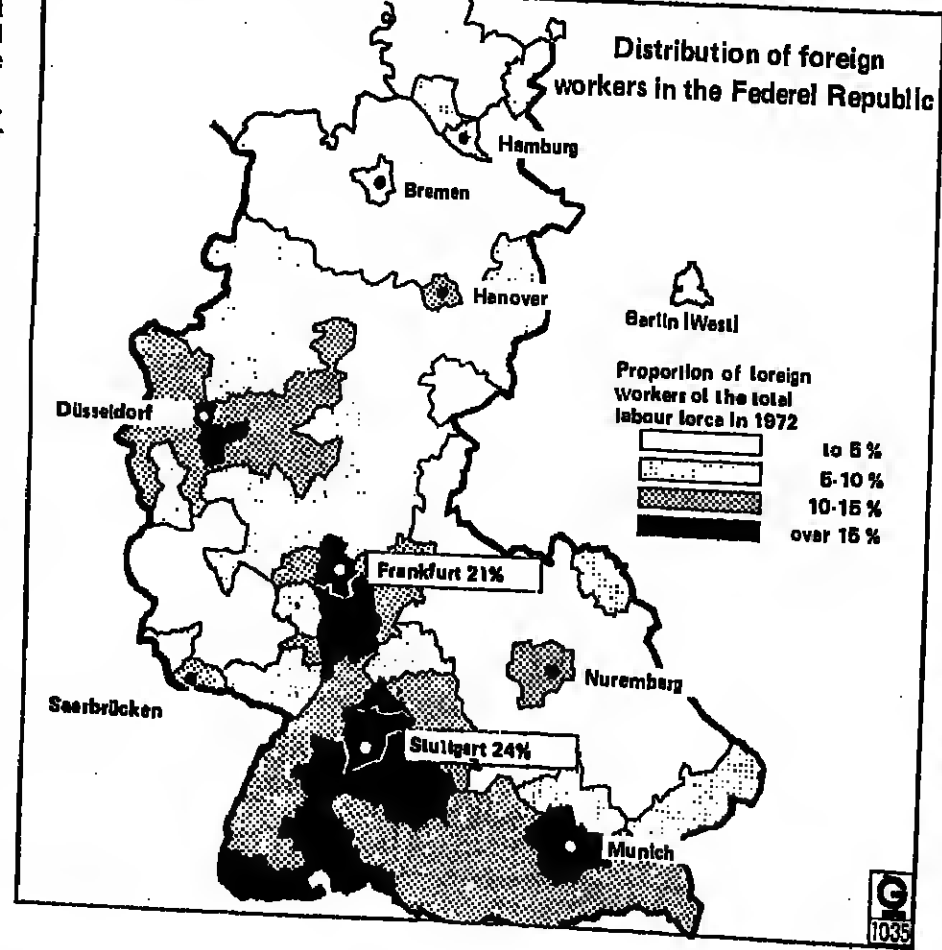 Distribution of foreign
workers in the Federel Republic
Hamburg
Bremen
Hanover
Bartin (West)
Proportion of foreign
workers of the total
labour force in 1972
to 5 %
5-10 %
10-15 %
over 15 %
Düsseldorf
Frankfurt 21%
Nuremberg
Saarbrücken
Stuttgart 24%
Munich
G
1035